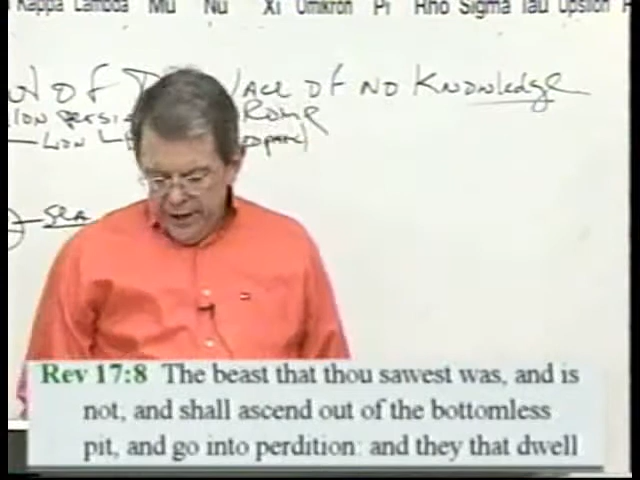 Kappa Lambda Mu Nu Xi Omikron Pi Rho Sigma Tau Upsilon
of of No Knowledge
Rome
Lion
Sea
Rev 17:8 The beast that thou sawest was, and is
not, and shall ascend out of the bottomless
pit, and go into perdition: and they that dwell